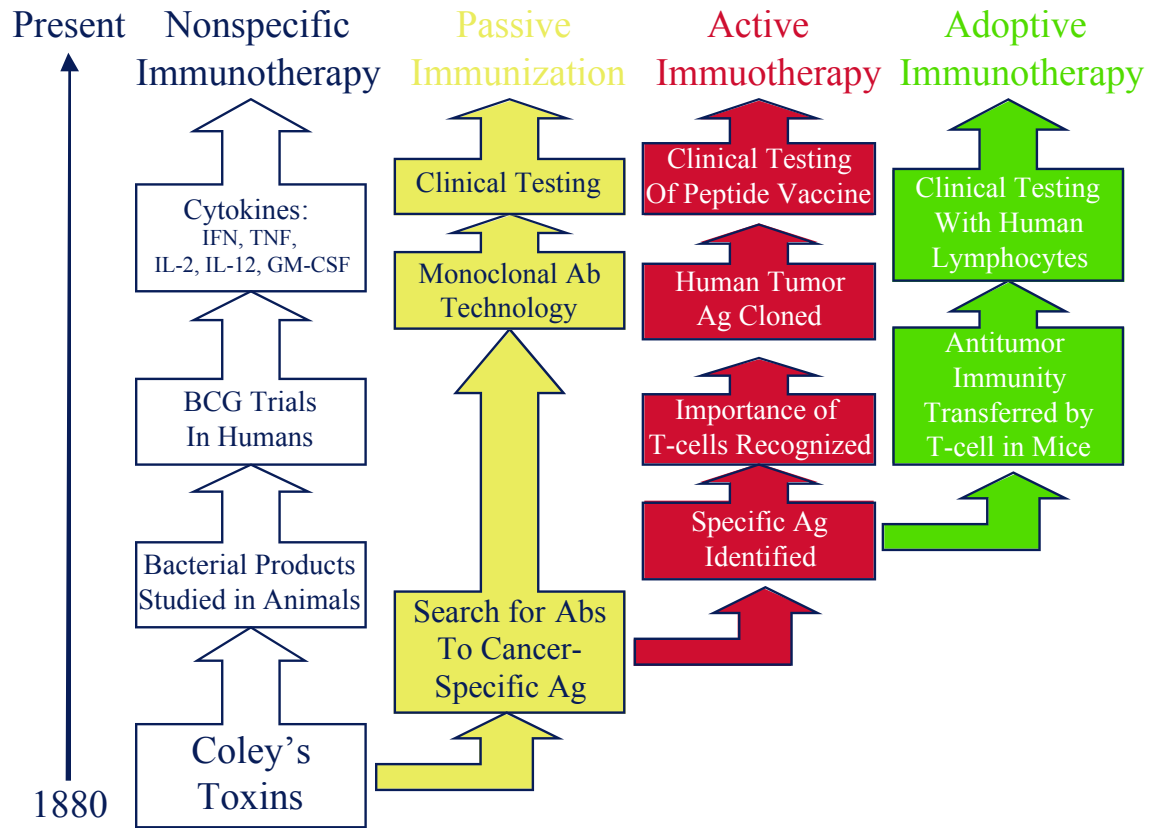 Present
Nonspecific
Immunotherapy
Passive
Immunization
Active
Immuotherapy
Adoptive
Immunotherapy
Cytokines:
IFN, TNF,
IL-2, IL-12, GM-CSF
BCG Trials
In Humans
Bacterial Products
Studied in Animals
Coley's
Toxins
Clinical Testing
Monoclonal Ab
Technology
Search for Abs
To Cancer-
Specific Ag
Clinical Testing
Of Peptide Vaccine
Human Tumor
Ag Cloned
Importance of
T-cells Recognized
Specific Ag
Identified
Clinical Testing
With Human
Lymphocytes
Antitumor
Immunity
Transferred by
T-cell in Mice
1880